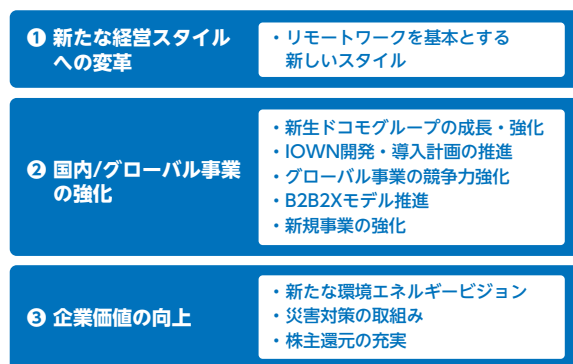 ❶ 新たな経営スタイル
への変革
・リモートワークを基本とする
新しいスタイル
❷ 国内/グローバル事業
の強化
・新生ドコモグループの成長・強化
・IOWN開発・導入計画の推進
・グローバル事業の競争力強化
・B2B2Xモデル推進
・新規事業の強化
❸ 企業価値の向上
・新たな環境エネルギービジョン
・災害対策の取組み
・株主還元の充実